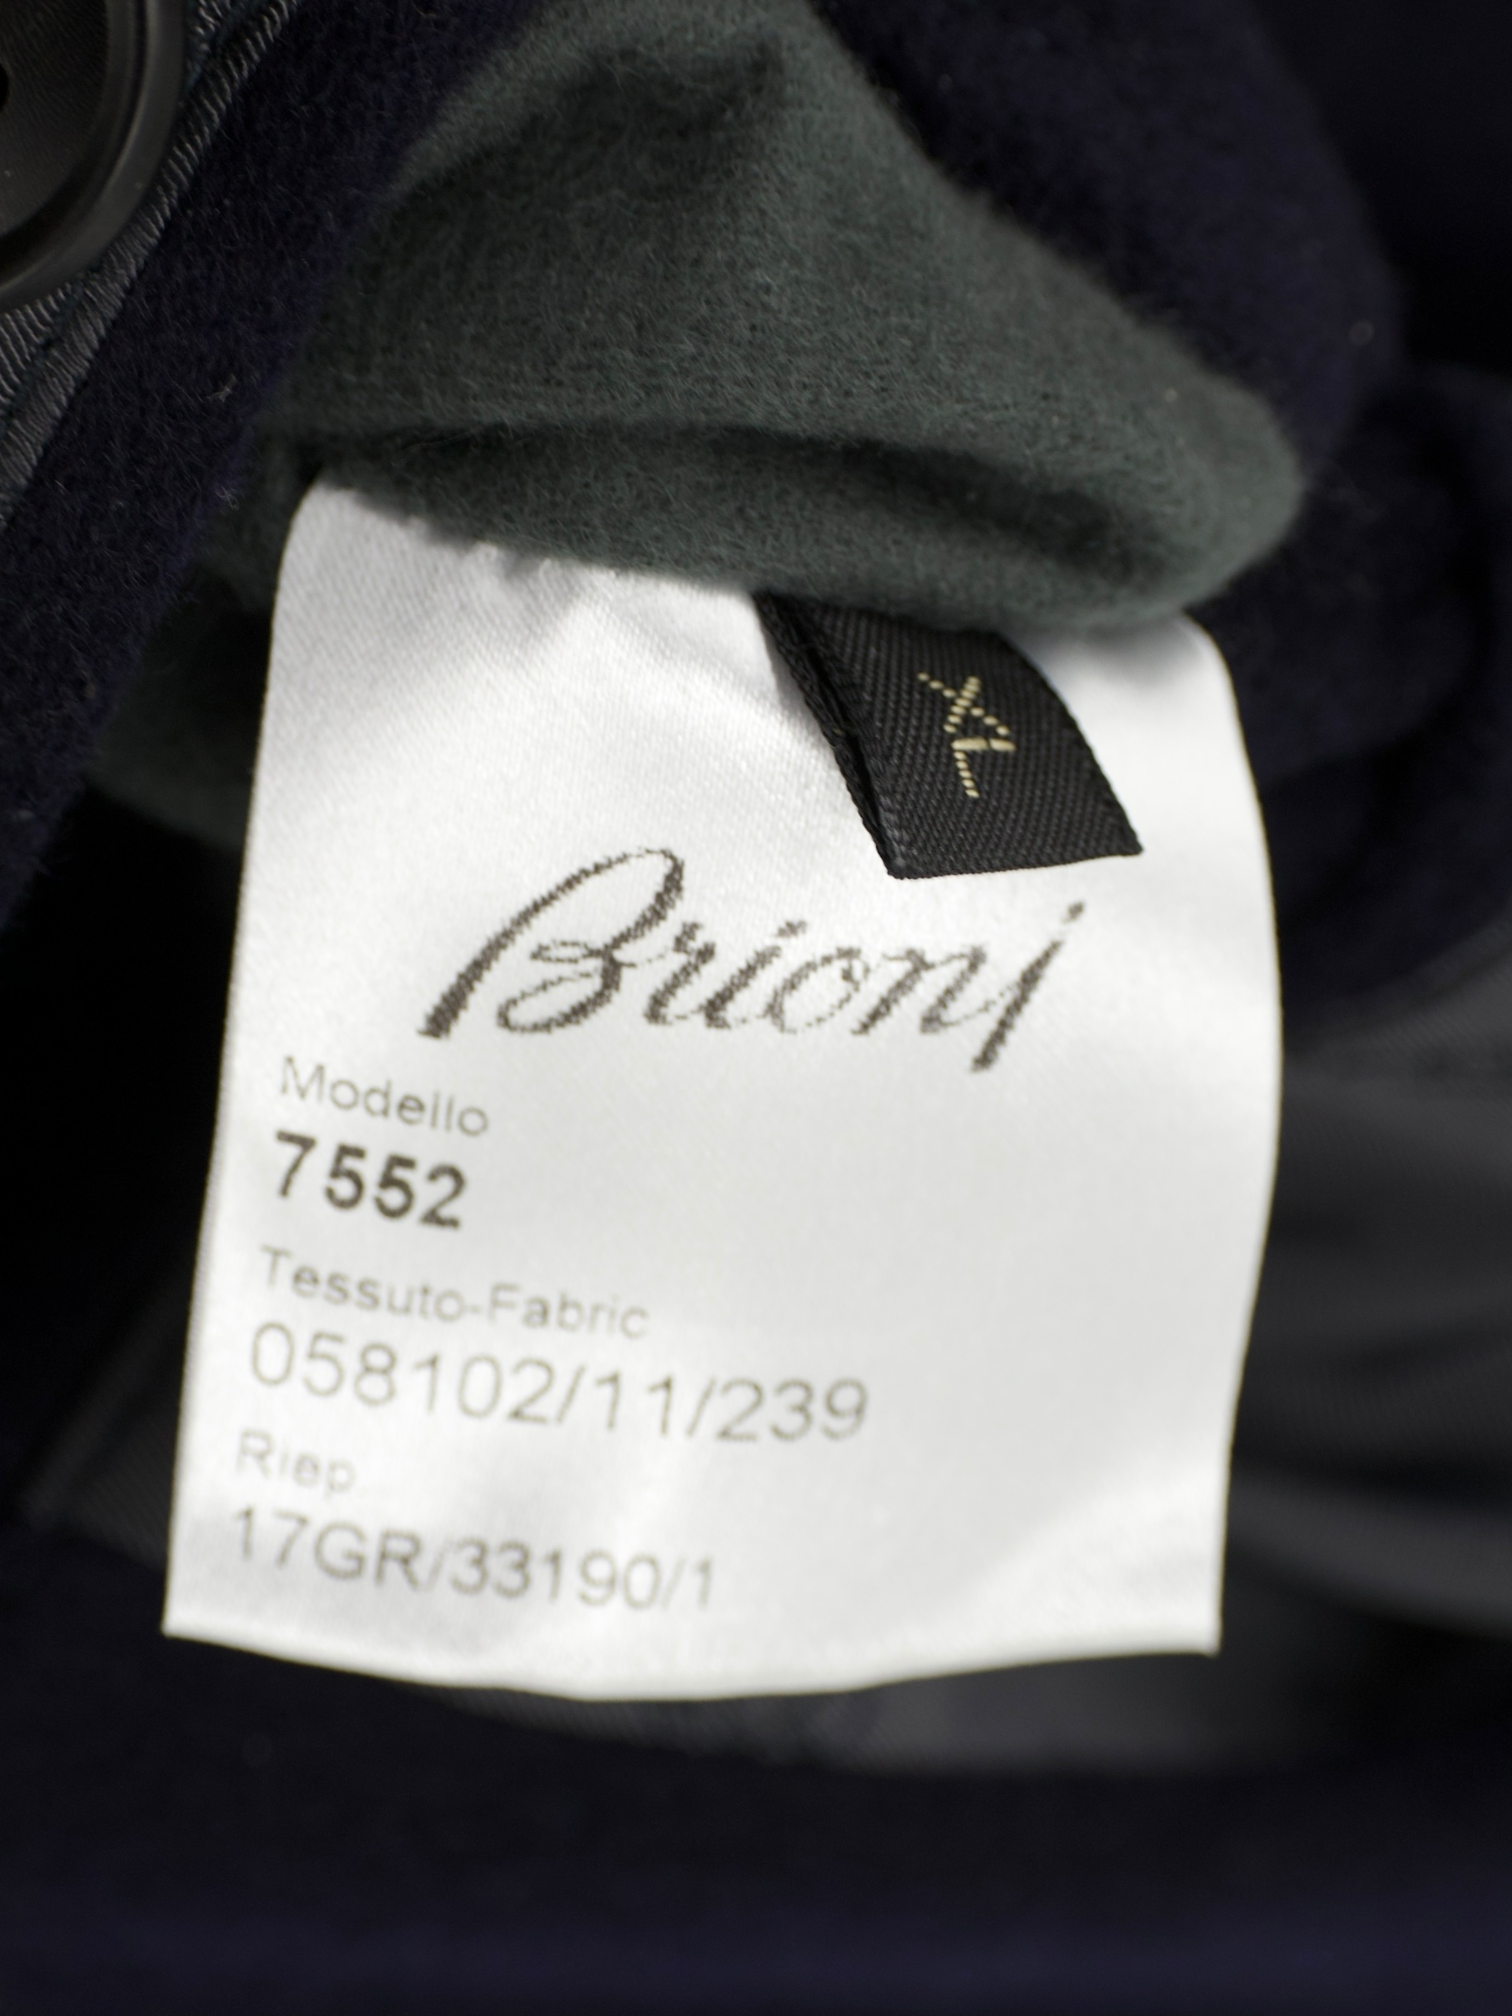 XL
Brioni
Modello
7552
Tessuto-Fabric
058102/11/239
Riep
17GR/33190/1